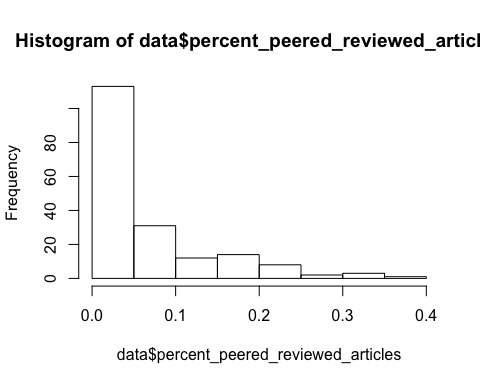 Histogram of data$percent_peered_reviewed_articl
Frequency
80
60
40
20
0
0.0 0.1 0.2 0.3 0.4
data$percent_peered_reviewed_articles